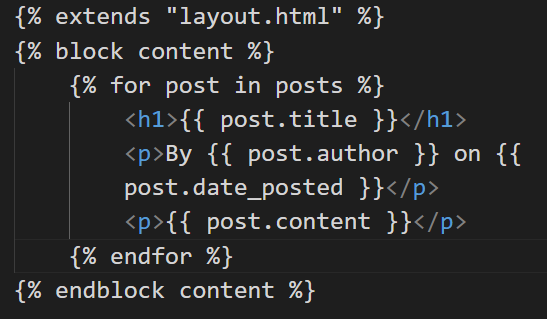 {% extends "layout.html" %}
{% block content %}
{% for post in posts %}
<h1>{{ post.title }}</h1>
<p>By {{ post.author }} on {{
post.date_posted }}</p>
<p>{{ post.content }}</p>
{% endfor %}
{% endblock content %}